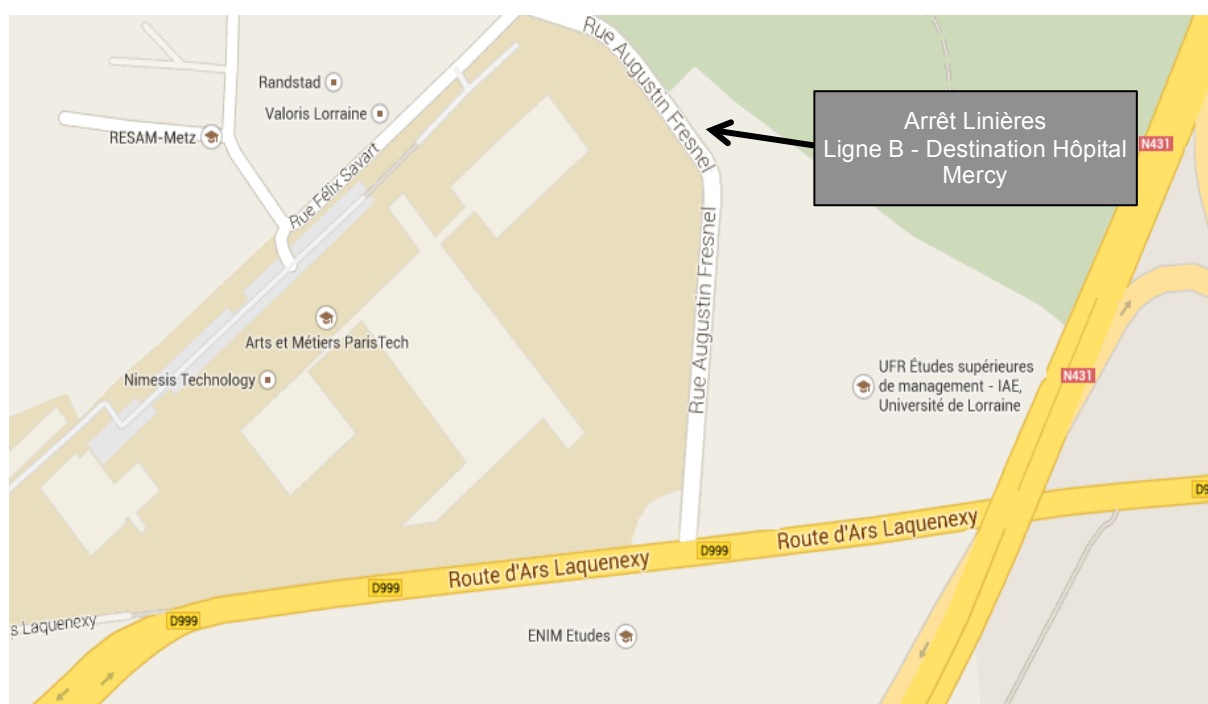 Rue Augustin Fresnel
Randstad
Valoris Lorraine
RESAM-Metz
Rue Félix Savart
Arrêt Linières
Ligne B - Destination Hôpital
Mercy
N431
Rue Augustin Fresnel
Arts et Métiers ParisTech
Nimesis Technology
UFR Études supérieures
de management - IAE,
Université de Lorraine
N431
D9
Route d'Ars Laquenexy
D999
Route d'Ars Laquenexy
D999
D999
s Laquenexy
ENIM Etudes